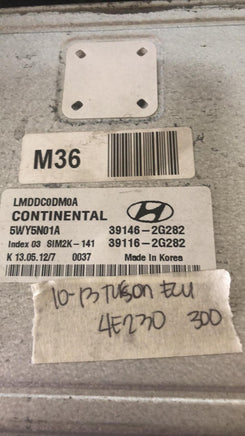 M36
LMDDC0DM0A
CONTINENTAL
5WY5N01A 39146-2G282
Index 03 SIM2K-141 39116-2G282
K 13.05.12/7 0037 Made in Korea
10-13 TUCSON ECU
4E230 300